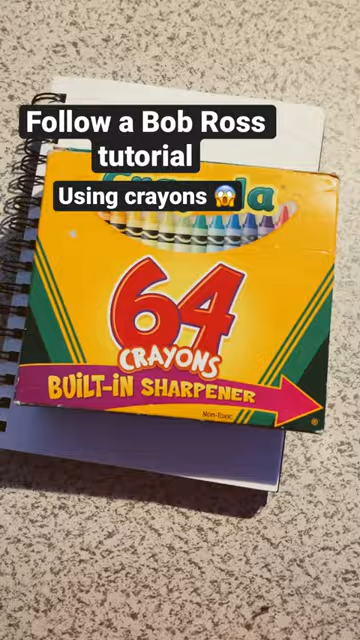 Follow a Bob Ross
tutorial
Using crayons 😱
64
CRAYONS
BUILT-IN SHARPENER
Non-Toxic